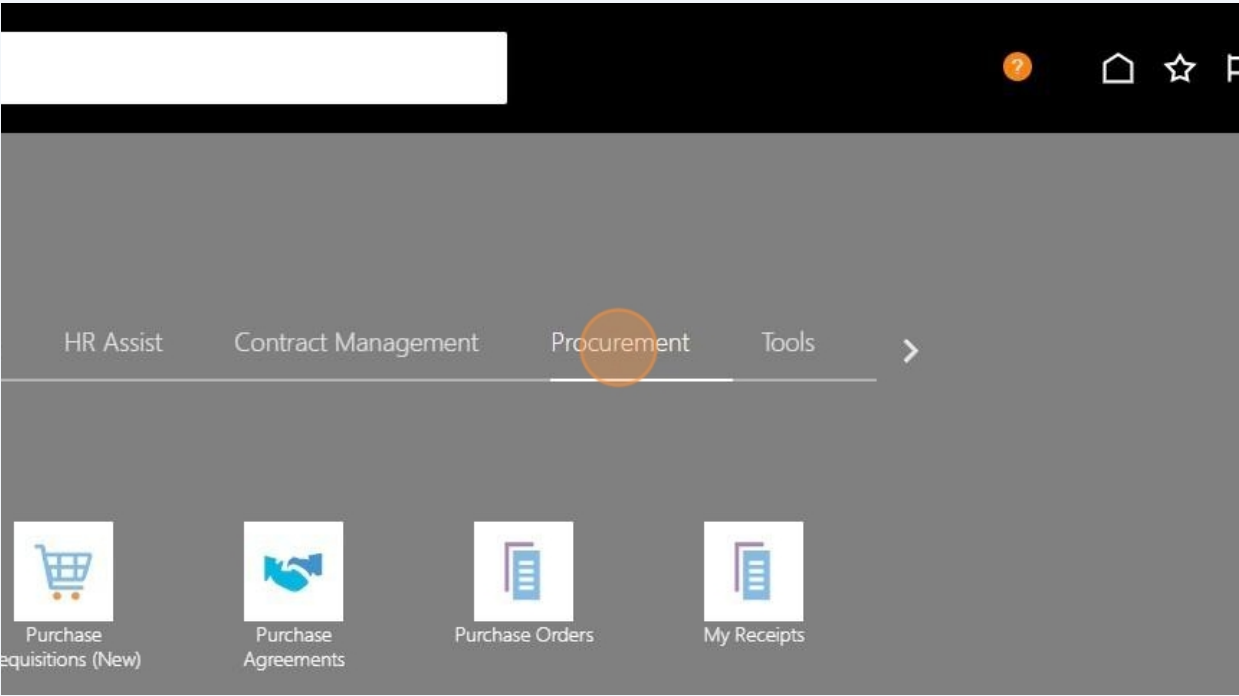 ?
HR Assist Contract Management Procurement Tools
Purchase Purchase Purchase Orders My Receipts
equisitions (New) Agreements